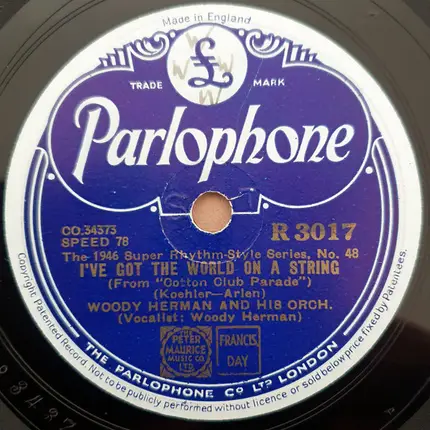 Made in England
£
TRADE MARK
Parlophone
CO.34373
SPEED 78
R 3017
The 1946 Super Rhythm-Style Series, No. 48
I'VE GOT THE WORLD ON A STRING
(From "Cotton Club Parade")
(Koehler-Arlen)
WOODY HERMAN AND HIS ORCH.
(Vocalist: Woody Herman)
THE
PETER
MAURICE
MUSIC CO.
LTD.
FRANCIS,
DAY
THE PARLOPHONE CO LTD LONDON.
Copyright. Patented Record. Not to be publicly performed without licence or sold below price fixed by Patentees.